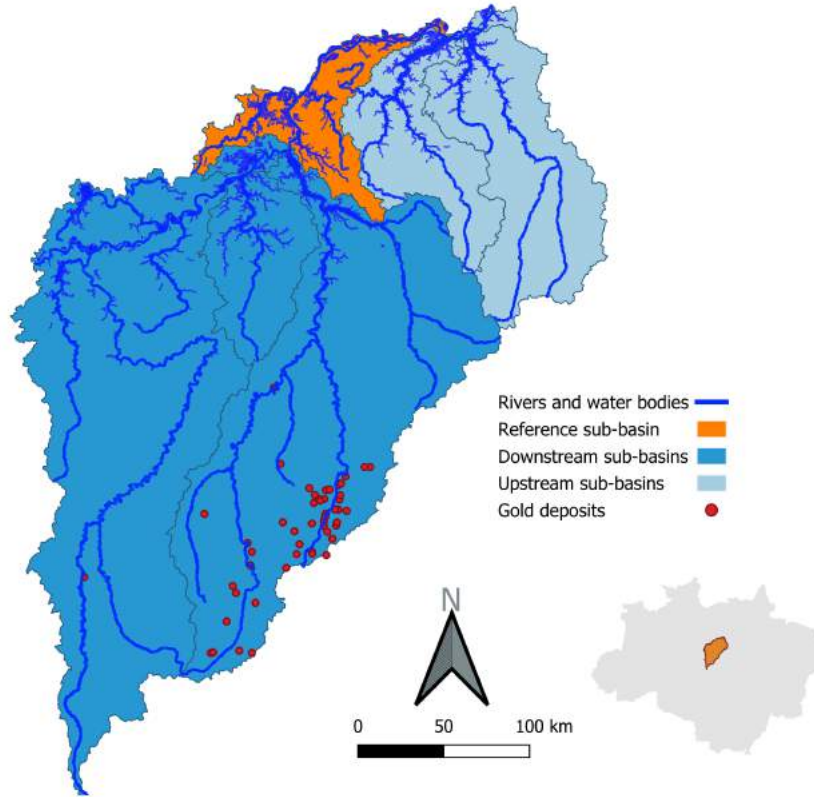 Rivers and water bodies
Reference sub-basin
Downstream sub-basins
Upstream sub-basins
Gold deposits
N
0 50 100 km